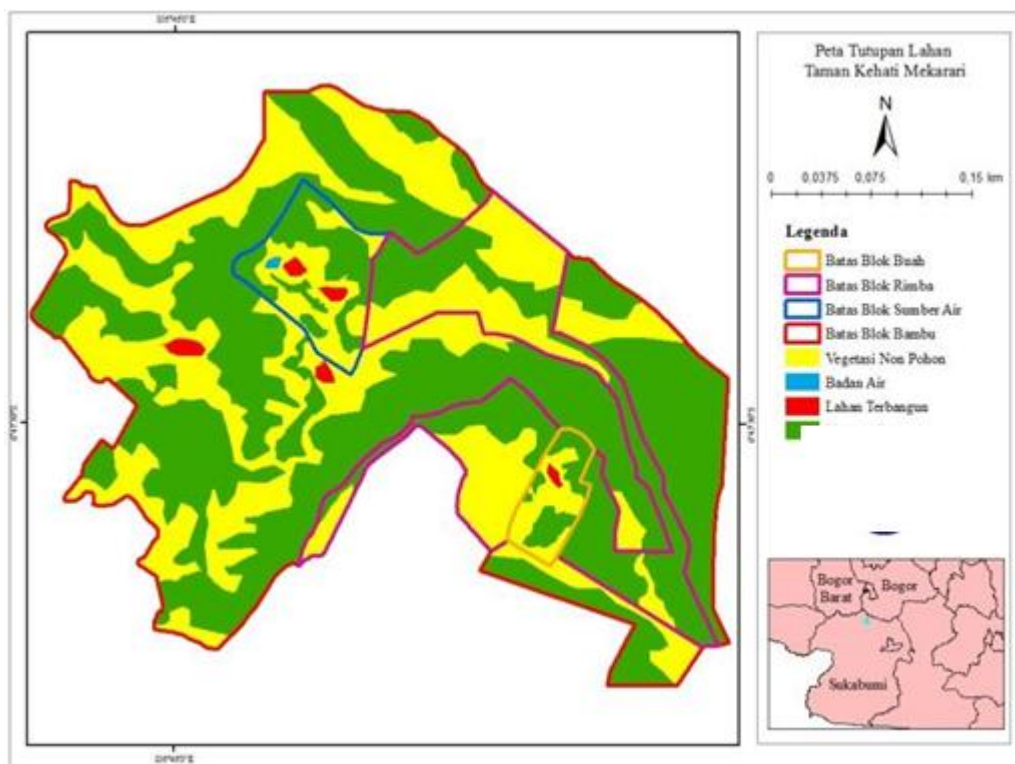 Peta Tutupan Lahan
Taman Kehati Mekarari
N
0 0.0375 0,075 0,15 km
Legenda
Batas Blok Buah
Batas Blok Rimba
Batas Blok Sumber Air
Batas Blok Bambu
Vegetasi Non Pohon
Badan Air
Lahan Terbangun
Bogor
Barat
Bogor
Sukabumi